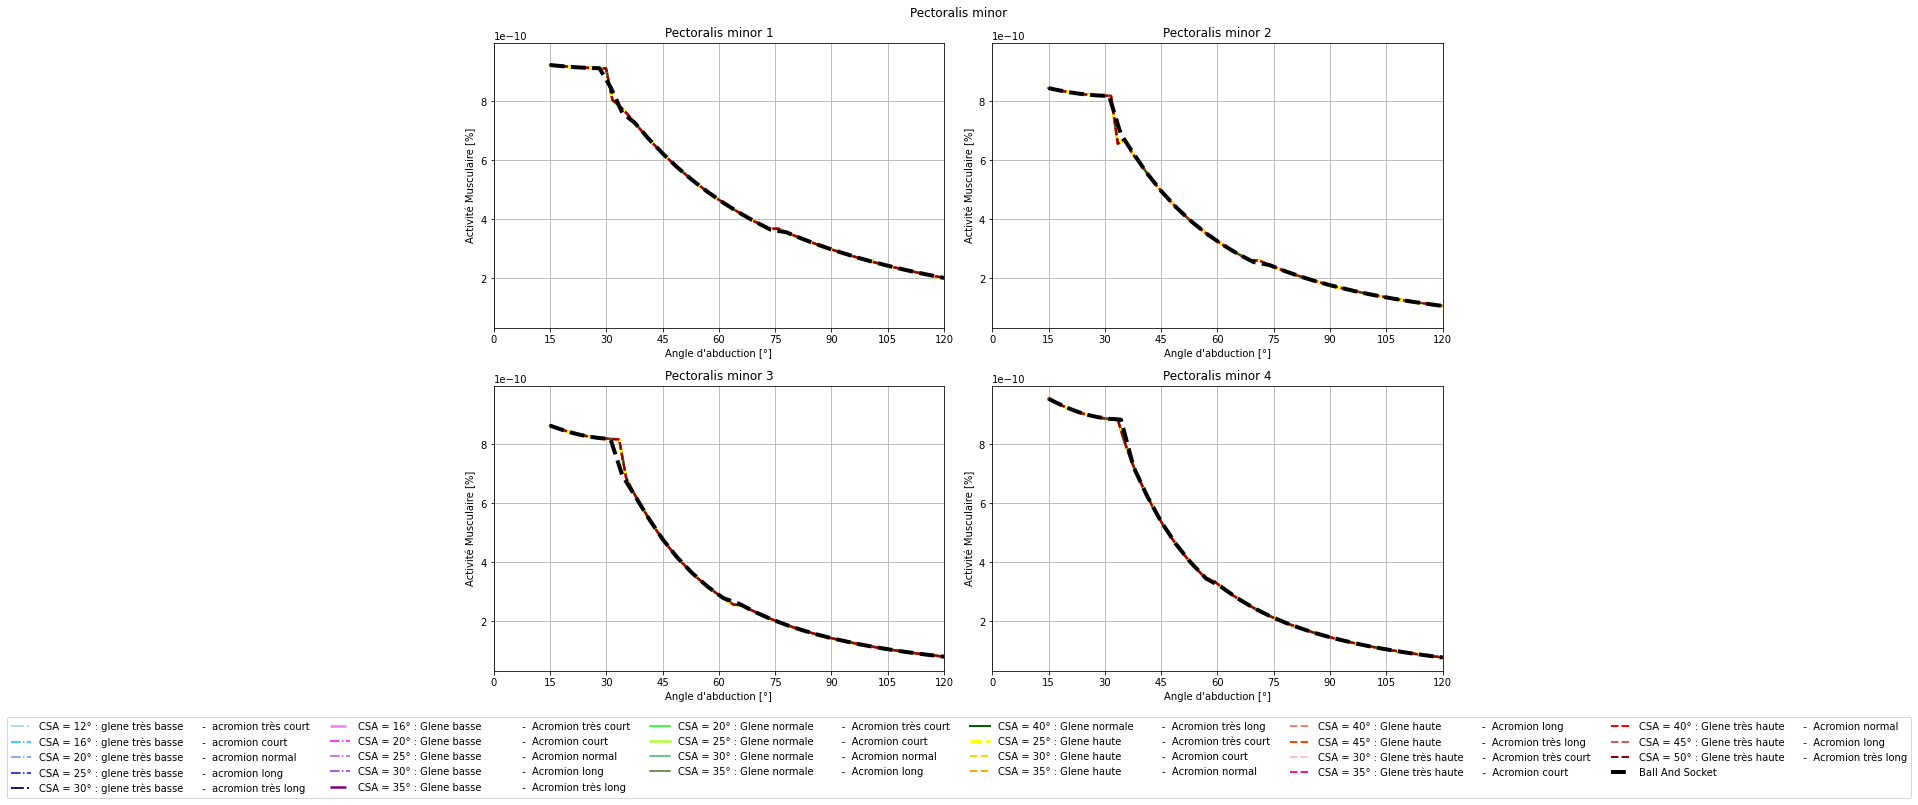 Pectoralis minor
Pectoralis minor 1
1e−10
Activité Musculaire [%]
8
6
4
2
0 15 30 45 60 75 90 105 120
Angle d'abduction [°]
Pectoralis minor 2
1e−10
Activité Musculaire [%]
8
6
4
2
0 15 30 45 60 75 90 105 120
Angle d'abduction [°]
Pectoralis minor 3
1e−10
Activité Musculaire [%]
8
6
4
2
0 15 30 45 60 75 90 105 120
Angle d'abduction [°]
Pectoralis minor 4
1e−10
Activité Musculaire [%]
8
6
4
2
0 15 30 45 60 75 90 105 120
Angle d'abduction [°]
CSA = 12° : glene très basse - acromion très court
CSA = 16° : glene très basse - acromion court
CSA = 20° : glene très basse - acromion normal
CSA = 25° : glene très basse - acromion long
CSA = 30° : glene très basse - acromion très long
CSA = 16° : Glene basse - Acromion très court
CSA = 20° : Glene basse - Acromion court
CSA = 25° : Glene basse - Acromion normal
CSA = 30° : Glene basse - Acromion long
CSA = 35° : Glene basse - Acromion très long
CSA = 20° : Glene normale - Acromion très court
CSA = 25° : Glene normale - Acromion court
CSA = 30° : Glene normale - Acromion normal
CSA = 35° : Glene normale - Acromion long
CSA = 40° : Glene normale - Acromion très long
CSA = 25° : Glene haute - Acromion très court
CSA = 30° : Glene haute - Acromion court
CSA = 35° : Glene haute - Acromion normal
CSA = 40° : Glene haute - Acromion long
CSA = 45° : Glene haute - Acromion très long
CSA = 30° : Glene très haute - Acromion très court
CSA = 35° : Glene très haute - Acromion court
CSA = 40° : Glene très haute - Acromion normal
CSA = 45° : Glene très haute - Acromion long
CSA = 50° : Glene très haute - Acromion très long
Ball And Socket